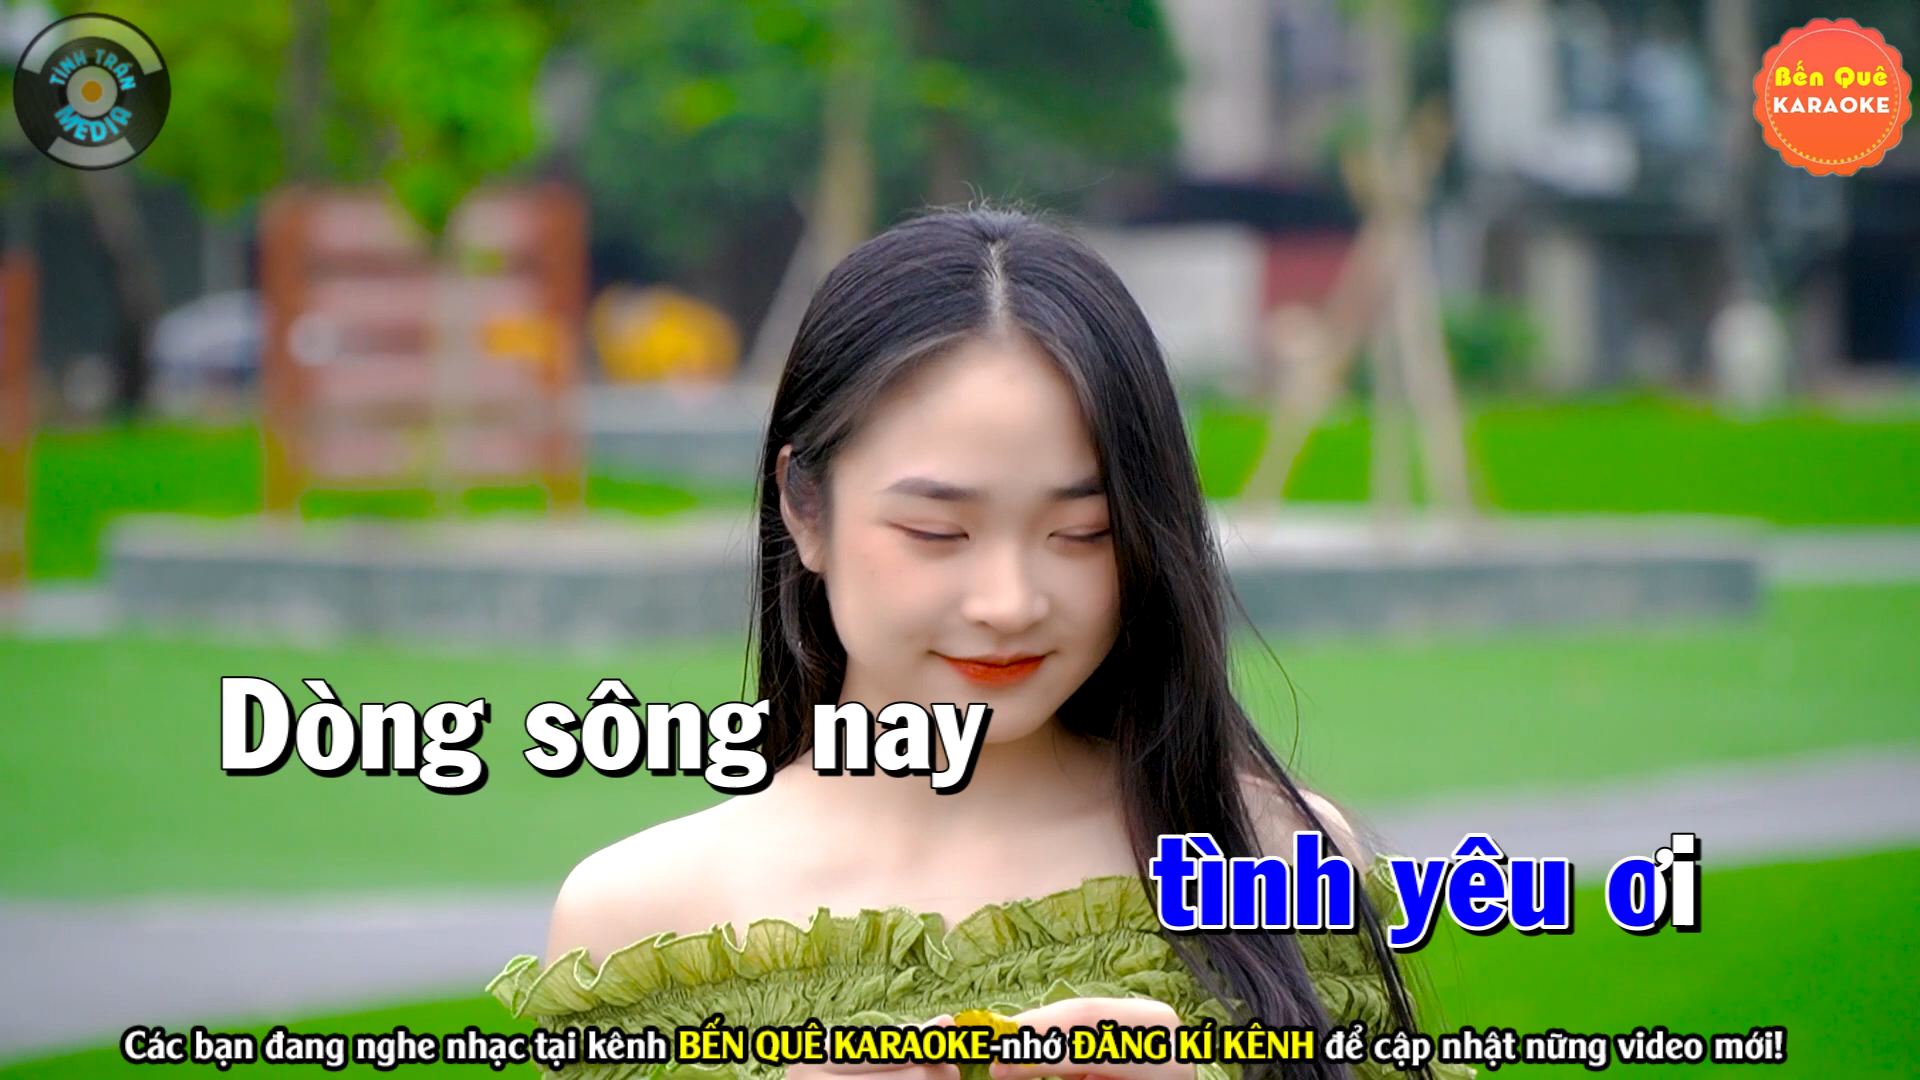 TÌNH TRẦN
MEDIA
Bến Quê
KARAOKE
Dòng sông nay
tình yêu ơi
Các bạn đang nghe nhạc tại kênh BẾN QUÊ KARAOKE-nhớ ĐĂNG KÍ KÊNH để cập nhật nững video mới!